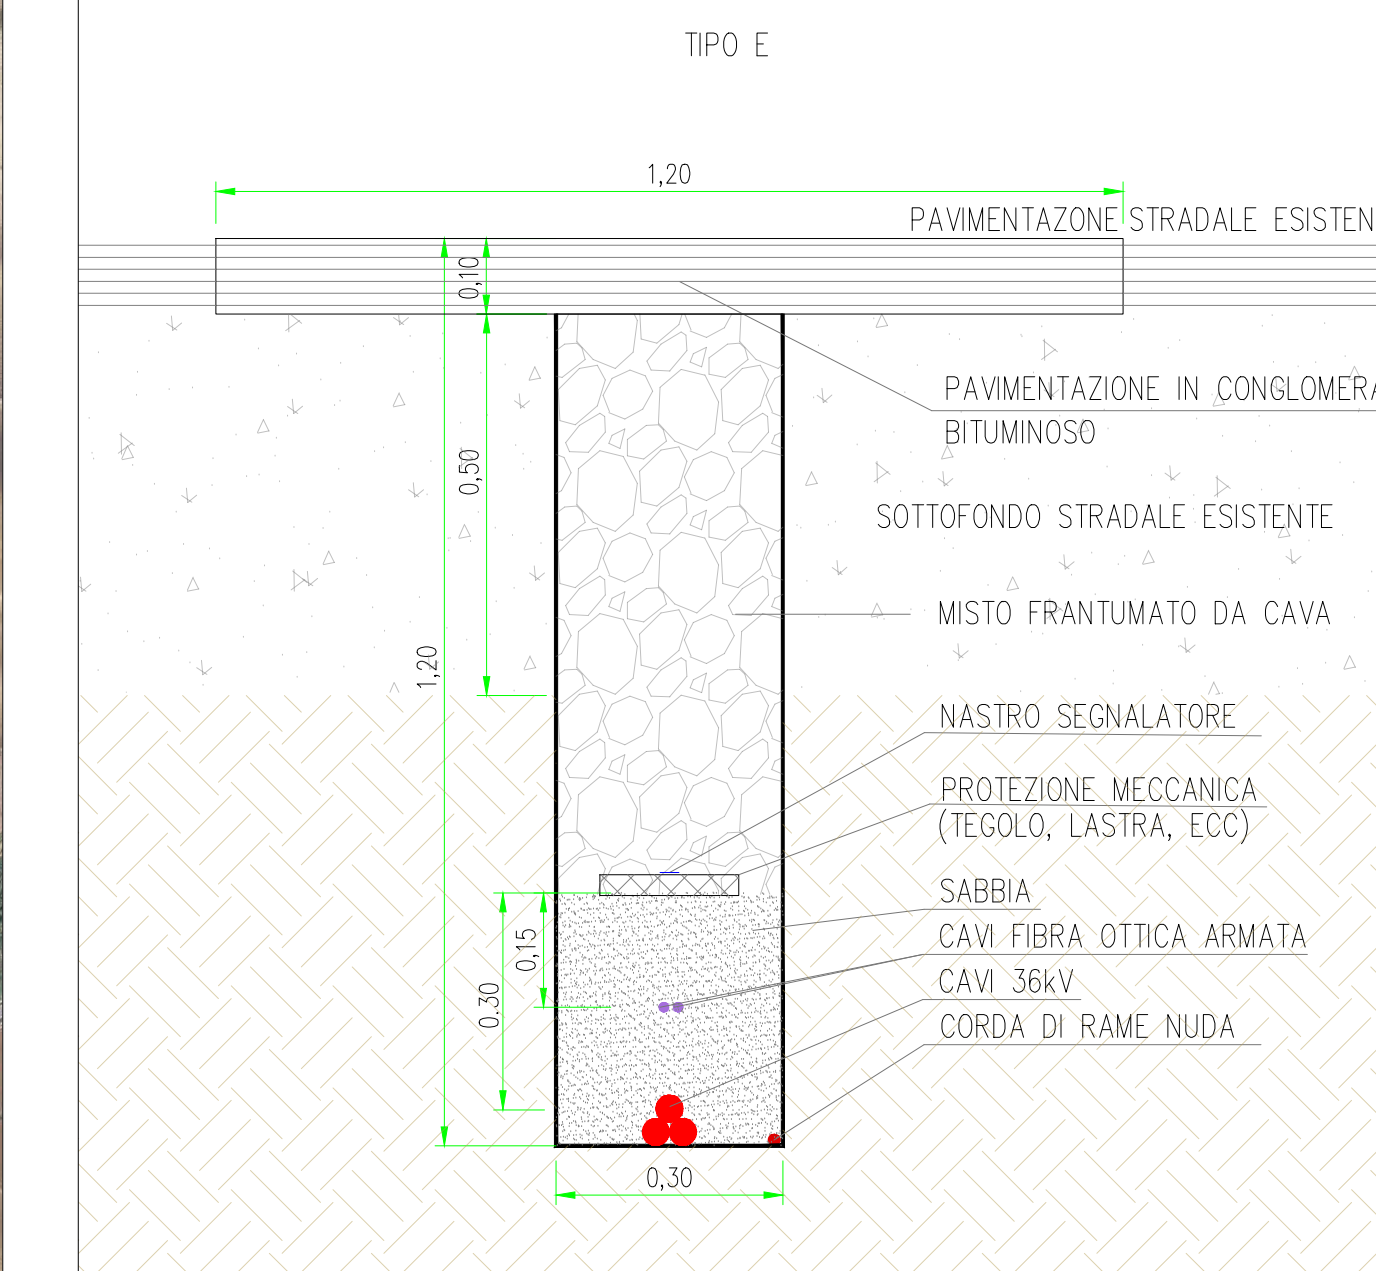 TIPO E
1,20
PAVIMENTAZONE STRADALE ESISTEN
0,10
PAVIMENTAZIONE IN CONGLOMERA
BITUMINOSO
0,50
SOTTOFONDO STRADALE ESISTENTE
MISTO FRANTUMATO DA CAVA
1,20
NASTRO SEGNALATORE
PROTEZIONE MECCANICA
(TEGOLO, LASTRA, ECC)
SABBIA
0,15
CAVI FIBRA OTTICA ARMATA
0.30
CAVI 36kV
CORDA DI RAME NUDA
0,30